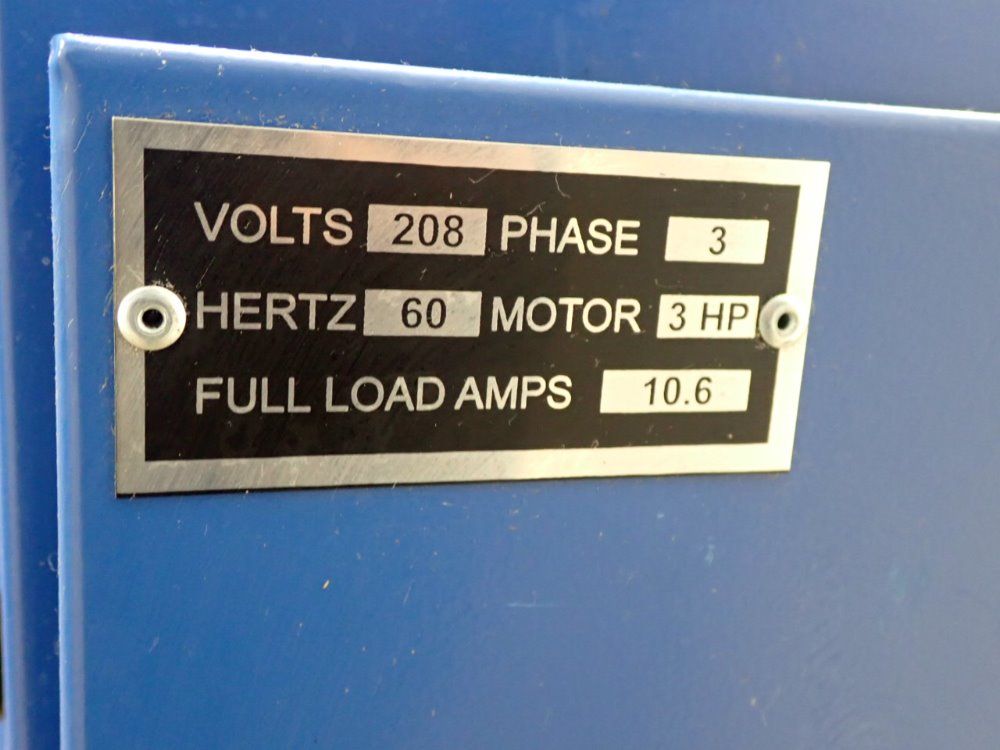 VOLTS 208 PHASE 3
HERTZ 60 MOTOR 3 HP
FULL LOAD AMPS 10.6